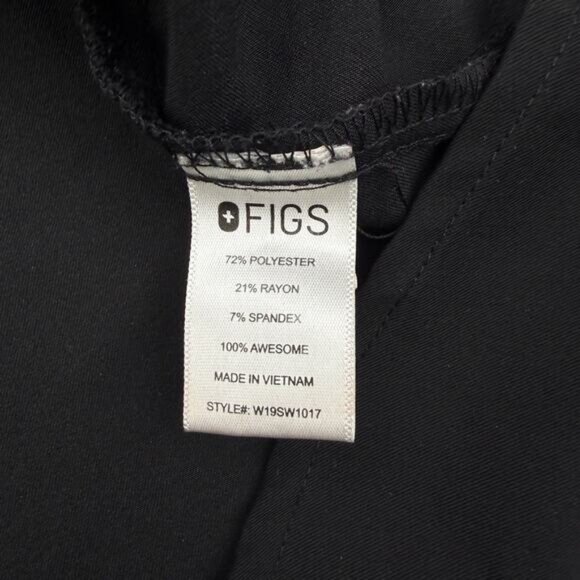 FIGS
72% POLYESTER
21% RAYON
7% SPANDEX
100% AWESOME
MADE IN VIETNAM
STYLE#: W19SW1017